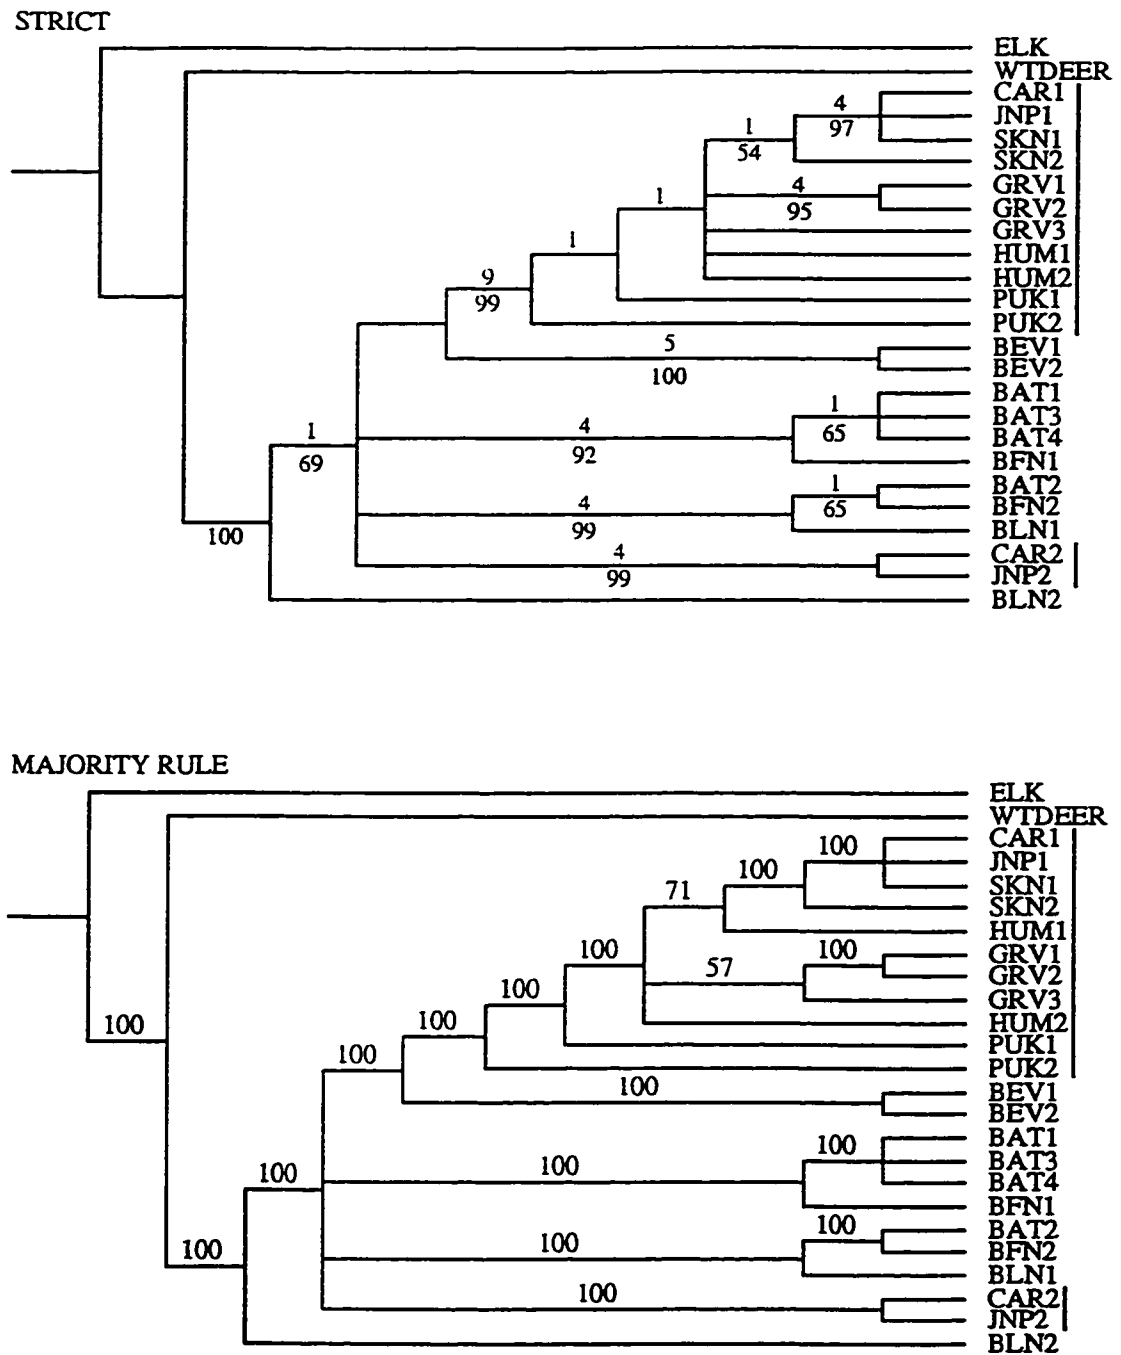 STRICT
ELK
WTDEER
CAR1
4
JNP1
1
97
SKN1
54
SKN2
4
GRV1
1
95
GRV2
GRV3
1
HUM1
9
HUM2
99
PUK1
PUK2
5
BEV1
100
BEV2
BAT1
1
BAT3
1
4
65
BAT4
69
92
BFN1
1
BAT2
4
65
BFN2
100
99
BLN1
4
CAR2
99
JNP2
BLN2
MAJORITY RULE
ELK
WTDEER
CAR1
100
JNP1
100
71
SKN1
SKN2
HUM1
100
57
100
GRV1
GRV2
100
GRV3
100
100
HUM2
PUK1
100
PUK2
100
BEV1
BEV2
BAT1
100
BAT3
100
100
BAT4
BFN1
100
BAT2
100
100
BFN2
BLN1
100
CAR2
JNP2
BLN2